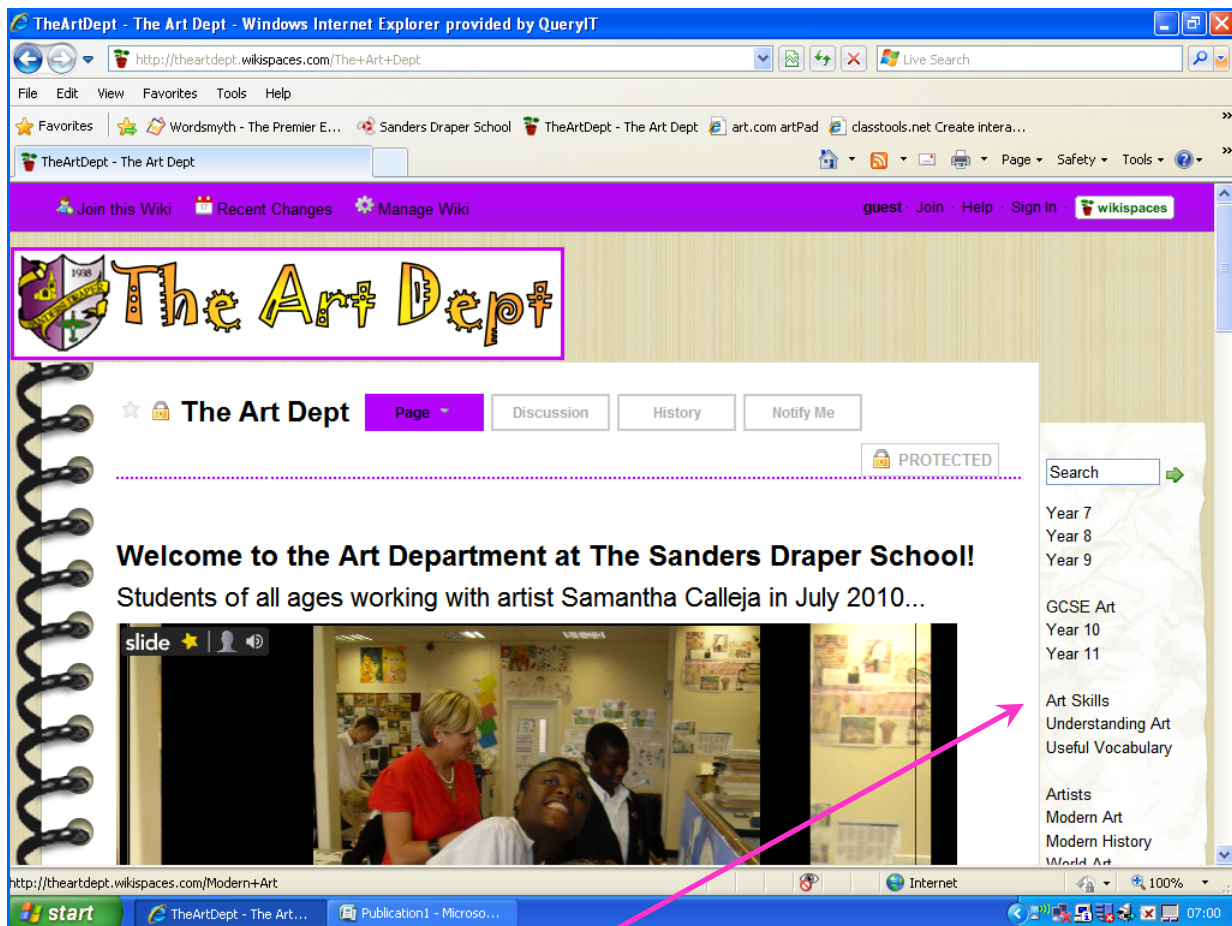 TheArtDept - The Art Dept - Windows Internet Explorer provided by QueryIT
http://theartdept.wikispaces.com/The+Art+Dept
Live Search
File Edit View Favorites Tools Help
Favorites Wordsmyth - The Premier E... Sanders Draper School TheArtDept - The Art Dept art.com artPad classtools.net Create intera...
TheArtDept - The Art Dept
Page Safety Tools
Join this Wiki Recent Changes Manage Wiki
guest · Join · Help · Sign In · wikispaces
1938
SANDERS DRAPER
The Art Dept
The Art Dept Page Discussion History Notify Me
PROTECTED
Welcome to the Art Department at The Sanders Draper School!
Students of all ages working with artist Samantha Calleja in July 2010...
slide
Search
Year 7
Year 8
Year 9
GCSE Art
Year 10
Year 11
Art Skills
Understanding Art
Useful Vocabulary
Artists
Modern Art
Modern History
World Art
http://theartdept.wikispaces.com/Modern+Art
Internet
100%
start
TheArtDept - The Art...
Publication1 - Microso...
07:00